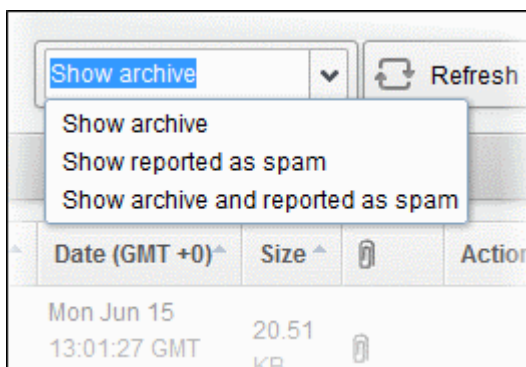 Show archive Refresh
Show archive
Show reported as spam
Show archive and reported as spam
Date (GMT +0) Size Action
Mon Jun 15
13:01:27 GMT
20.51
KB